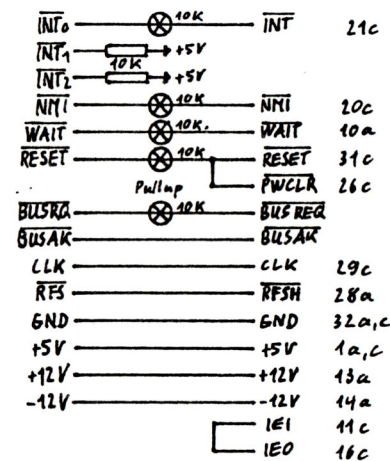 INT0 10K INT 21c
INT1 10K +5V
INT2 +5V
NMI 10K NMI 20c
WAIT 10K. WAIT 10a
RESET 10K RESET 31c
Pullup PWCLR 26c
BUSRQ 10K BUSREQ
BUSAK BUSAK
CLK CLK 29c
RFS RFSH 28a
GND GND 32a,c
+5V +5V 1a,c
+12V +12V 13a
-12V -12V 14a
IEI 11c
IEO 16c